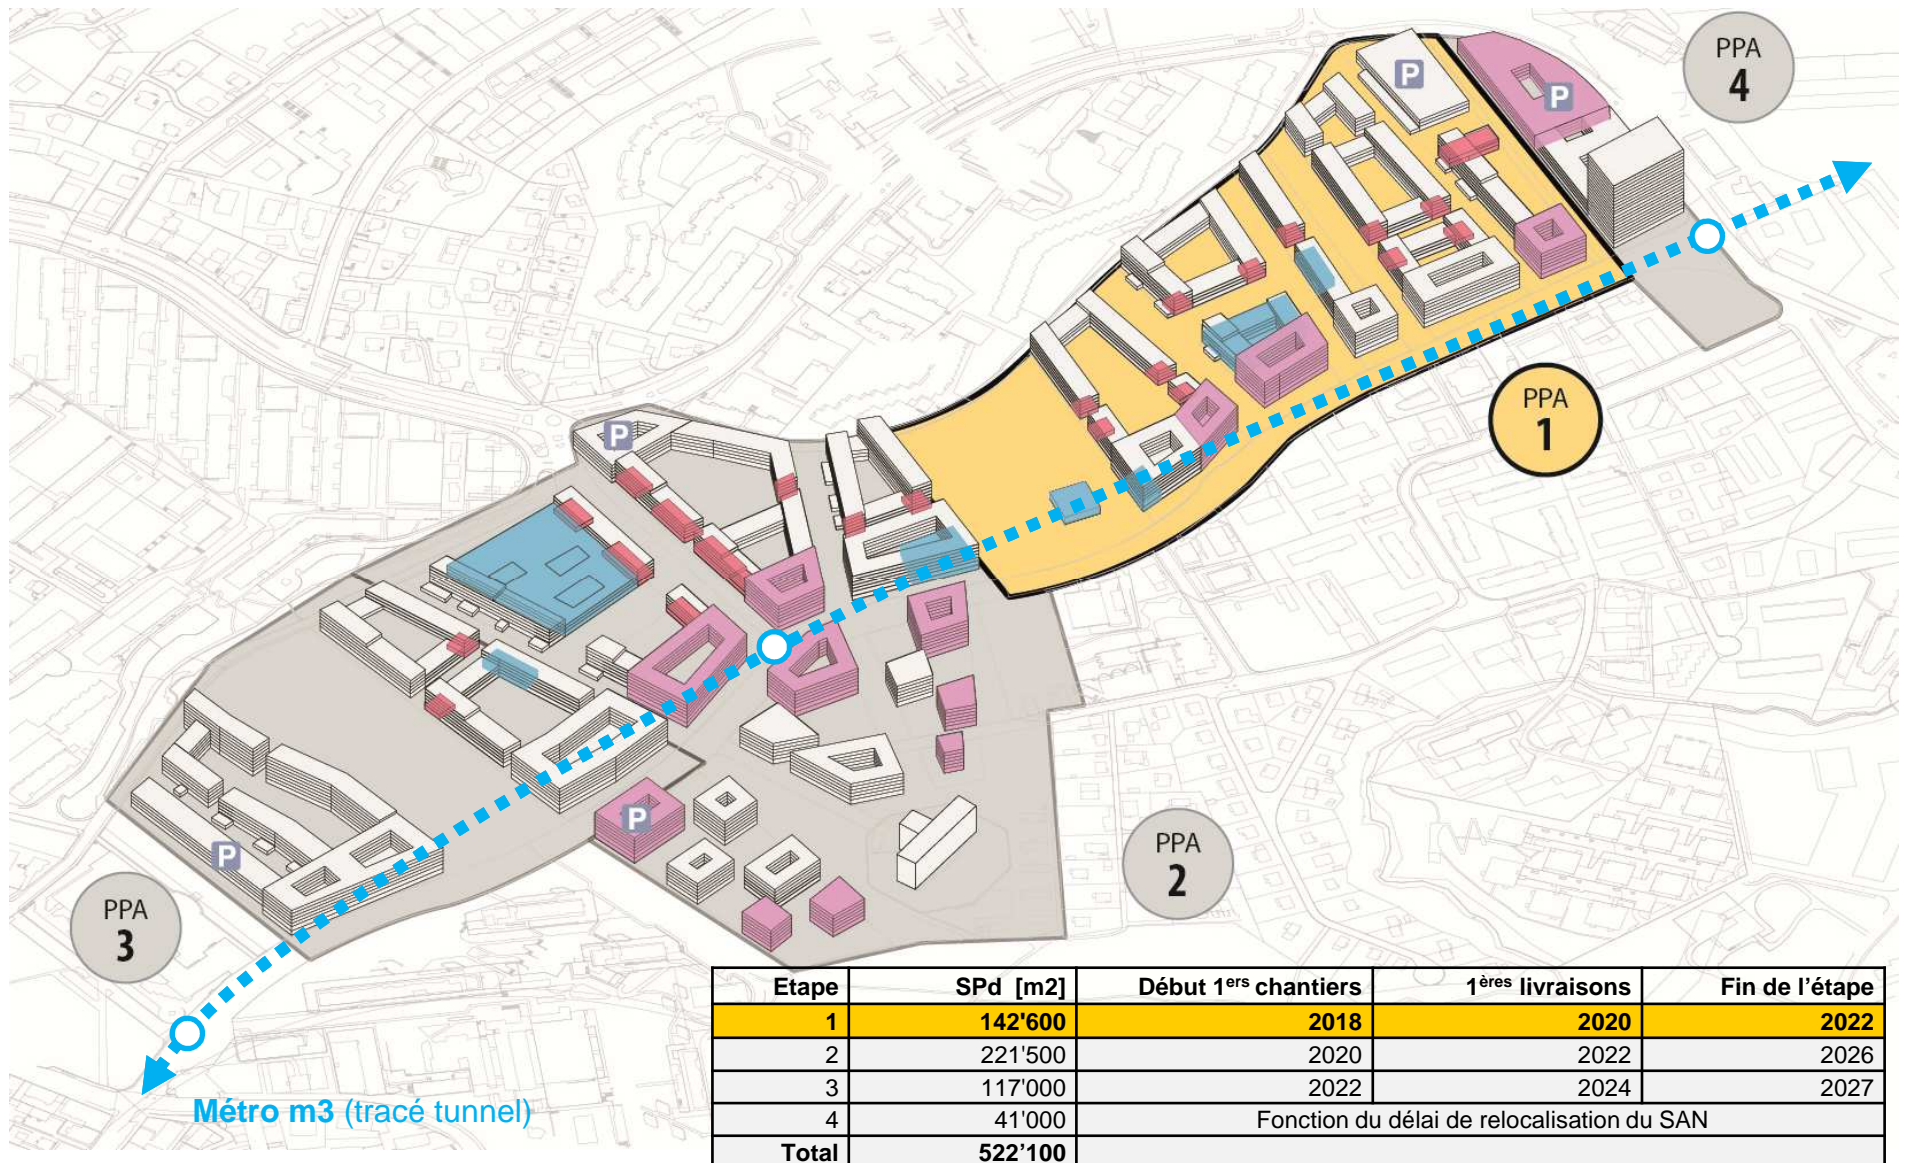 PPA
4
P
P
PPA
1
P
P
P
PPA
2
PPA
3
Métro m3 (tracé tunnel)
Etape SPd [m2] Début 1ers chantiers 1ères livraisons Fin de l'étape
1 142'600 2018 2020 2022
2 221'500 2020 2022 2026
3 117'000 2022 2024 2027
4 41'000 Fonction du délai de relocalisation du SAN
Total 522'100